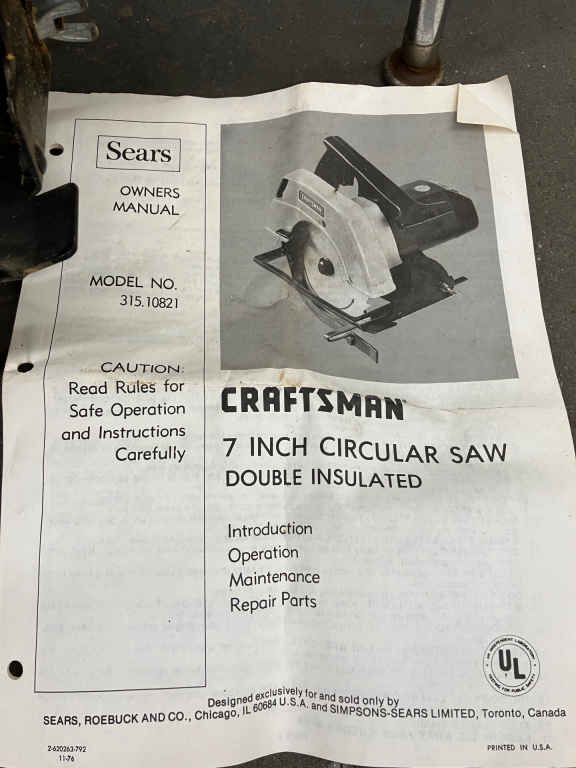 Sears
OWNERS
MANUAL
MODEL NO.
315.10821
CAUTION:
Read Rules for
Safe Operation
and Instructions
Carefully
CRAFTSMAN
7 INCH CIRCULAR SAW
DOUBLE INSULATED
Introduction
Operation
Maintenance
Repair Parts
UL
Designed exclusively for and sold only by
SEARS, ROEBUCK AND CO., Chicago, IL 60684 U.S.A. and SIMPSONS-SEARS LIMITED, Toronto, Canada
2-620263-792
11-76
PRINTED IN U.S.A.